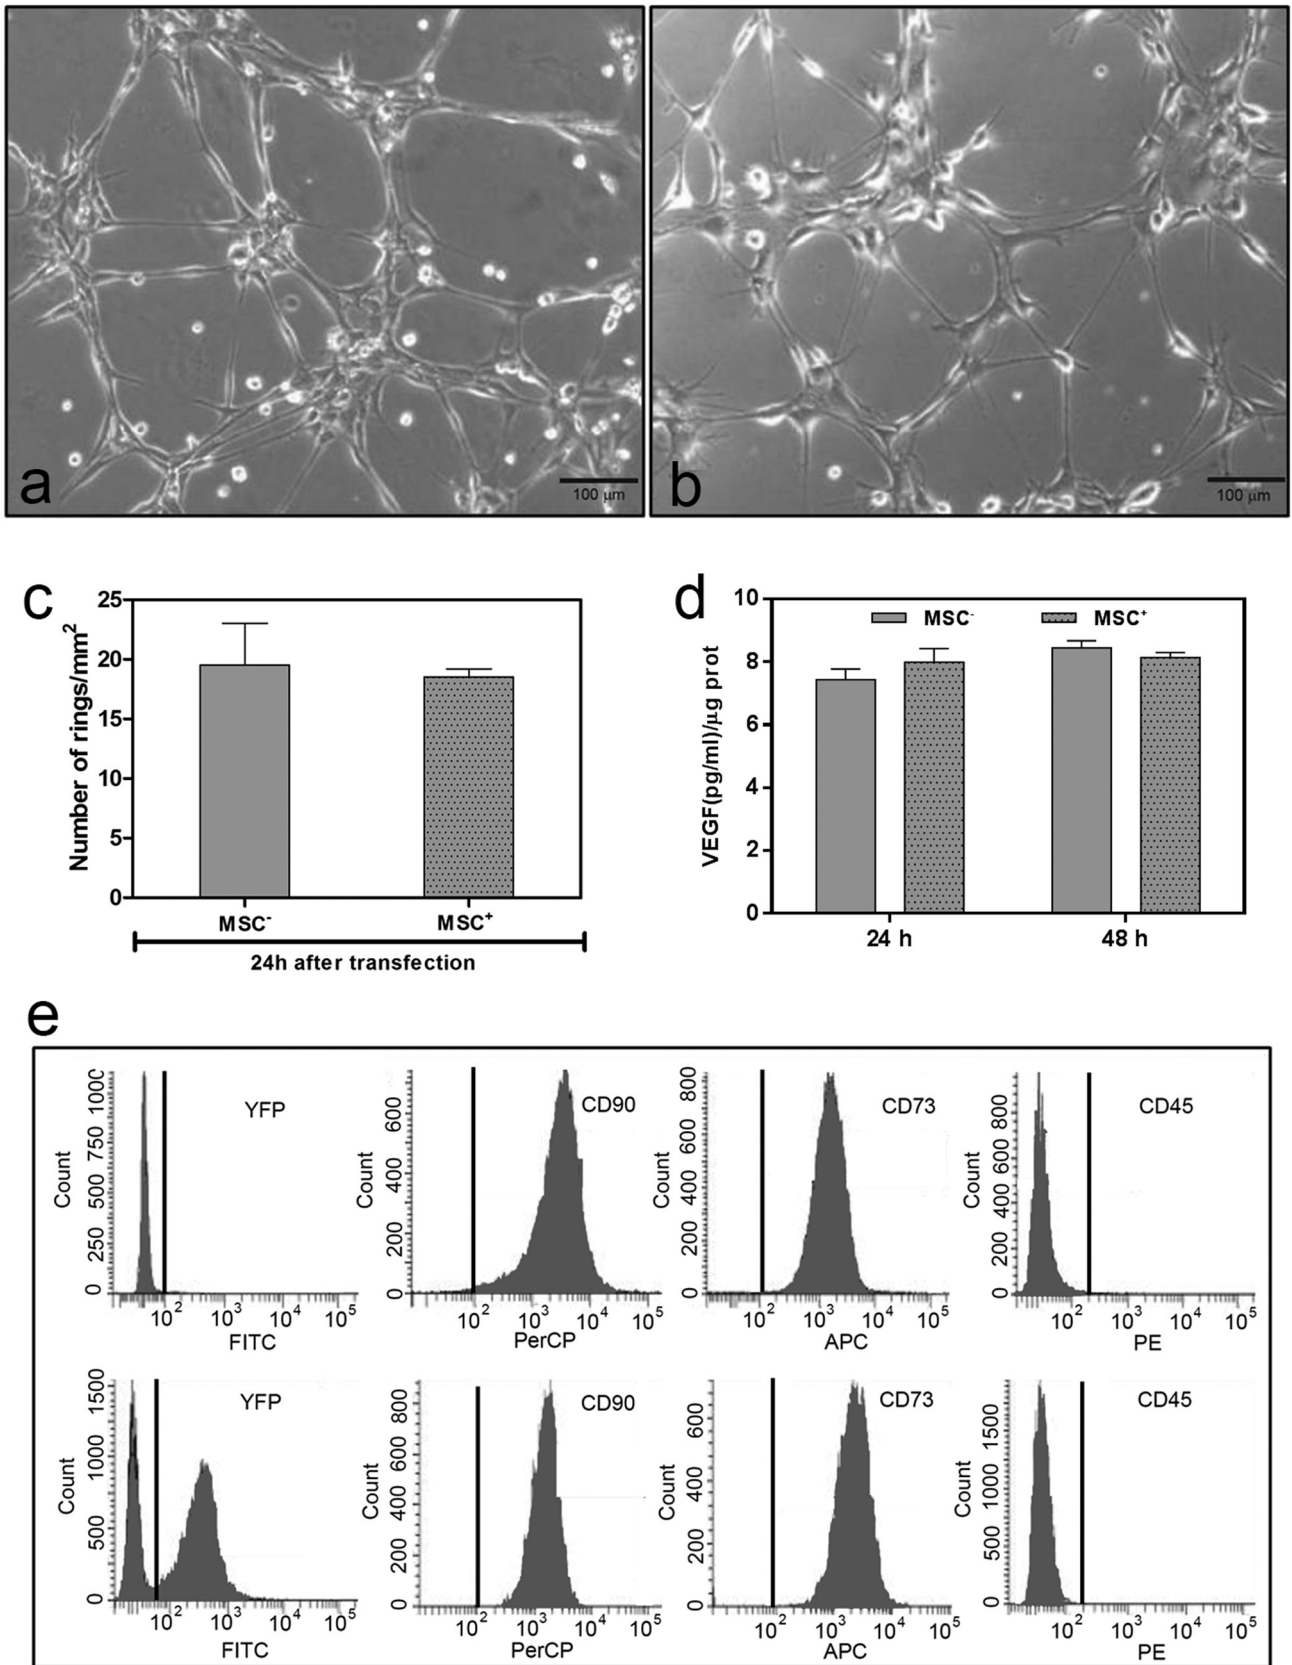 a
100 µm
b
100 µm
c
Number of rings/mm²
25
20
15
10
5
0
MSC⁻
MSC⁺
24h after transfection
d
VEGF(pg/ml)/µg prot
10
8
6
4
2
0
MSC⁻
MSC⁺
24 h
48 h
e
Count
1000
750
500
250
0
YFP
10² 10³ 10⁴ 10⁵
FITC
Count
600
400
200
0
CD90
10² 10³ 10⁴ 10⁵
PerCP
Count
800
600
400
200
0
CD73
10² 10³ 10⁴ 10⁵
APC
Count
800
600
400
200
0
CD45
10² 10³ 10⁴ 10⁵
PE
Count
1500
1000
500
0
YFP
10² 10³ 10⁴ 10⁵
FITC
Count
800
600
400
200
0
CD90
10² 10³ 10⁴ 10⁵
PerCP
Count
600
400
200
0
CD73
10² 10³ 10⁴ 10⁵
APC
Count
1500
1000
500
0
CD45
10² 10³ 10⁴ 10⁵
PE